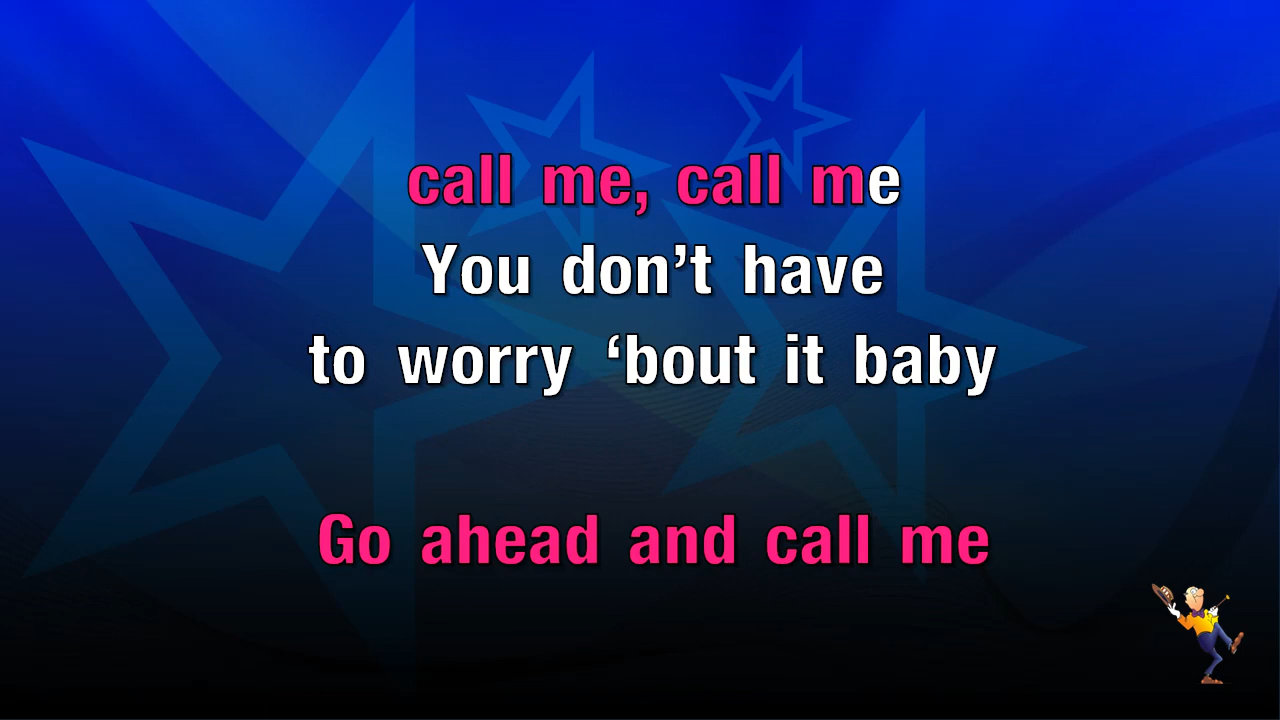 call me, call me
You don’t have
to worry ‘bout it baby
Go ahead and call me